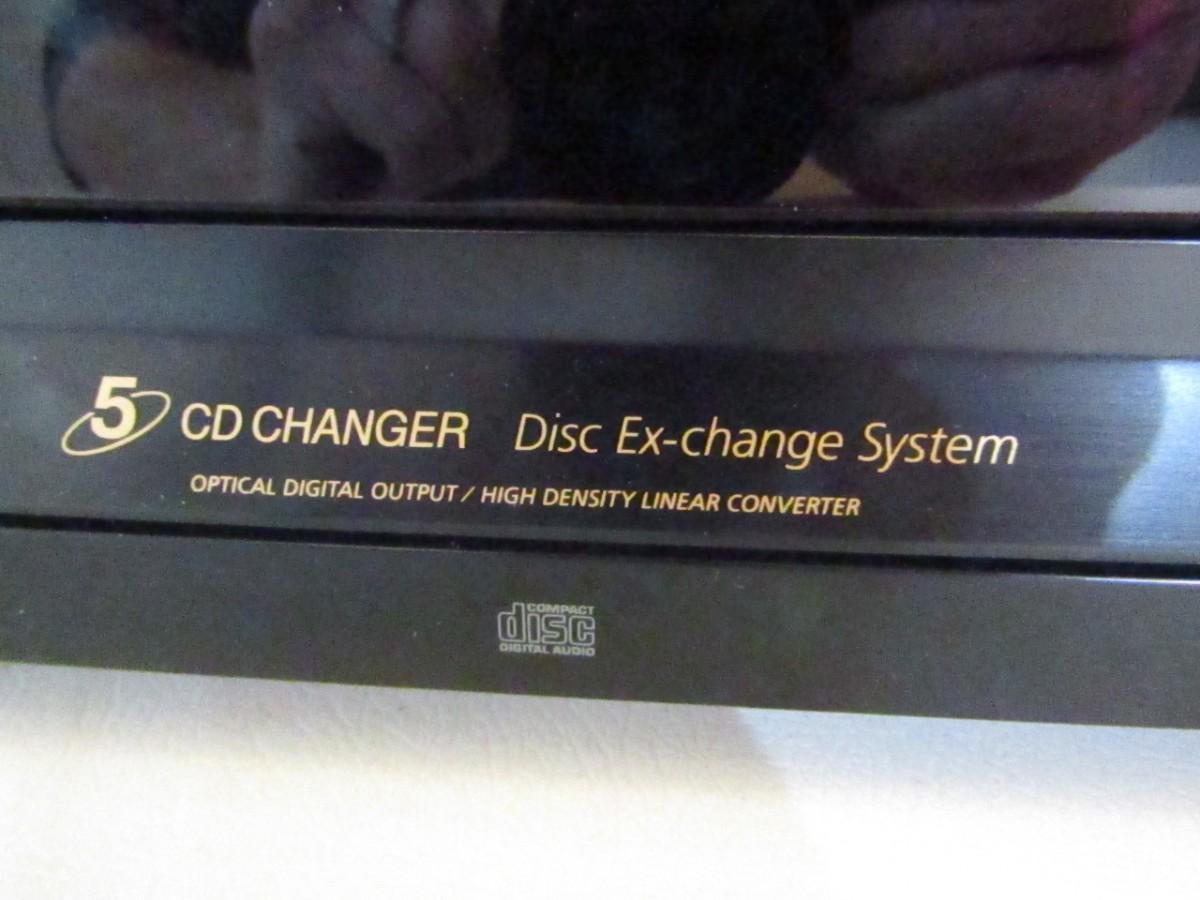 5 CD CHANGER Disc Ex-change System
OPTICAL DIGITAL OUTPUT / HIGH DENSITY LINEAR CONVERTER
COMPACT
disc
DIGITAL AUDIO